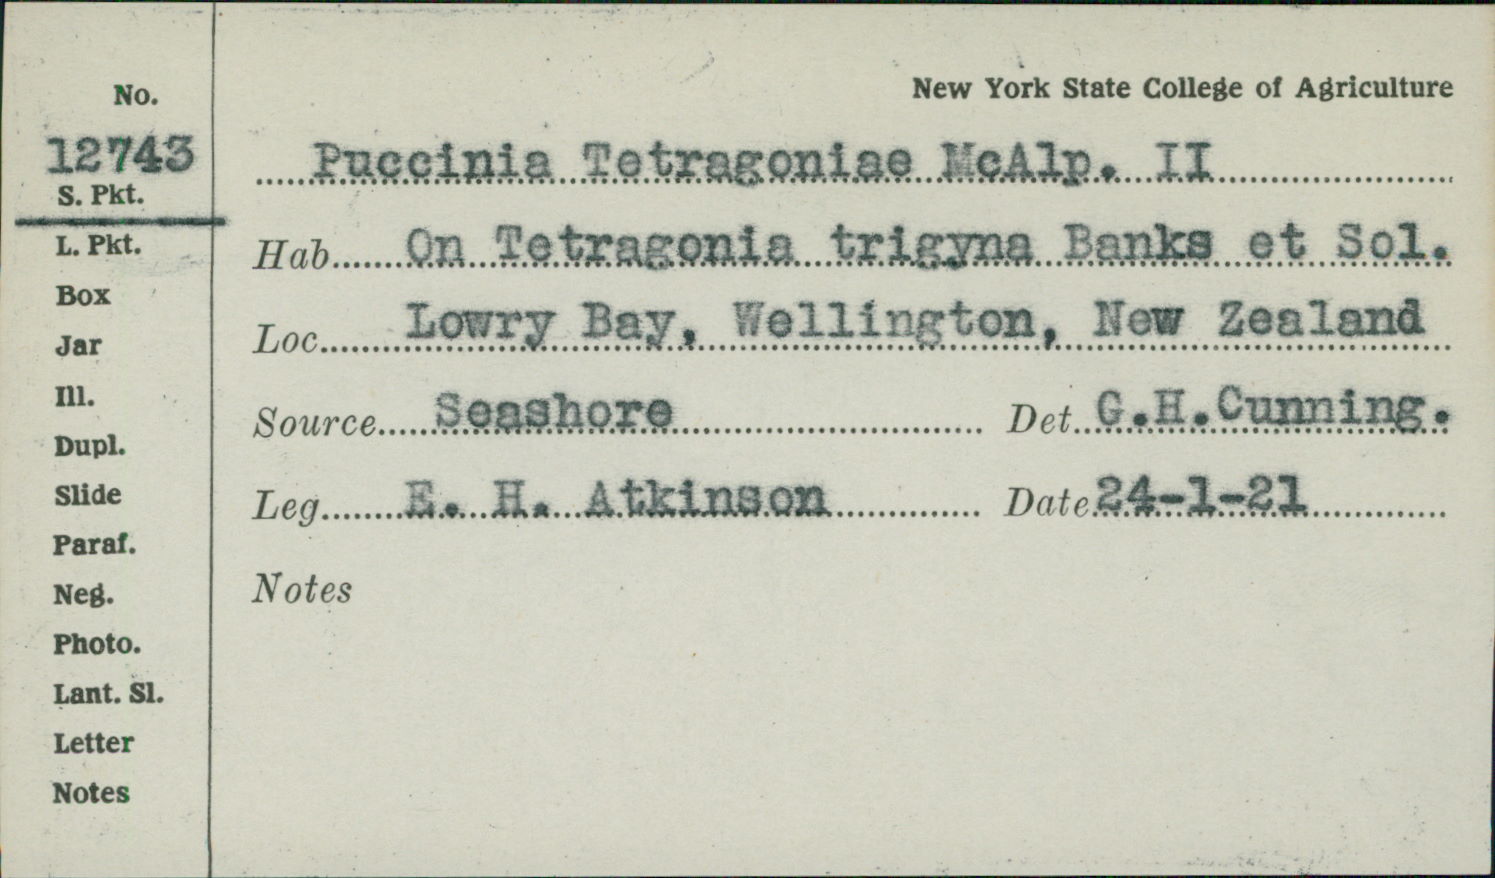 New York State College of Agriculture
No.
12743
S. Pkt.
L. Pkt.
Box
Jar
Ill.
Dupl.
Slide
Paraf.
Neg.
Photo.
Lant. Sl.
Letter
Notes
Puccinia Tetragoniae McAlp. II
Hab. On Tetragonia trigyna Banks et Sol.
Loc. Lowry Bay, Wellington, New Zealand
Source Seashore Det. G.H.Cunning.
Leg. E. H. Atkinson Date 24-1-21
Notes